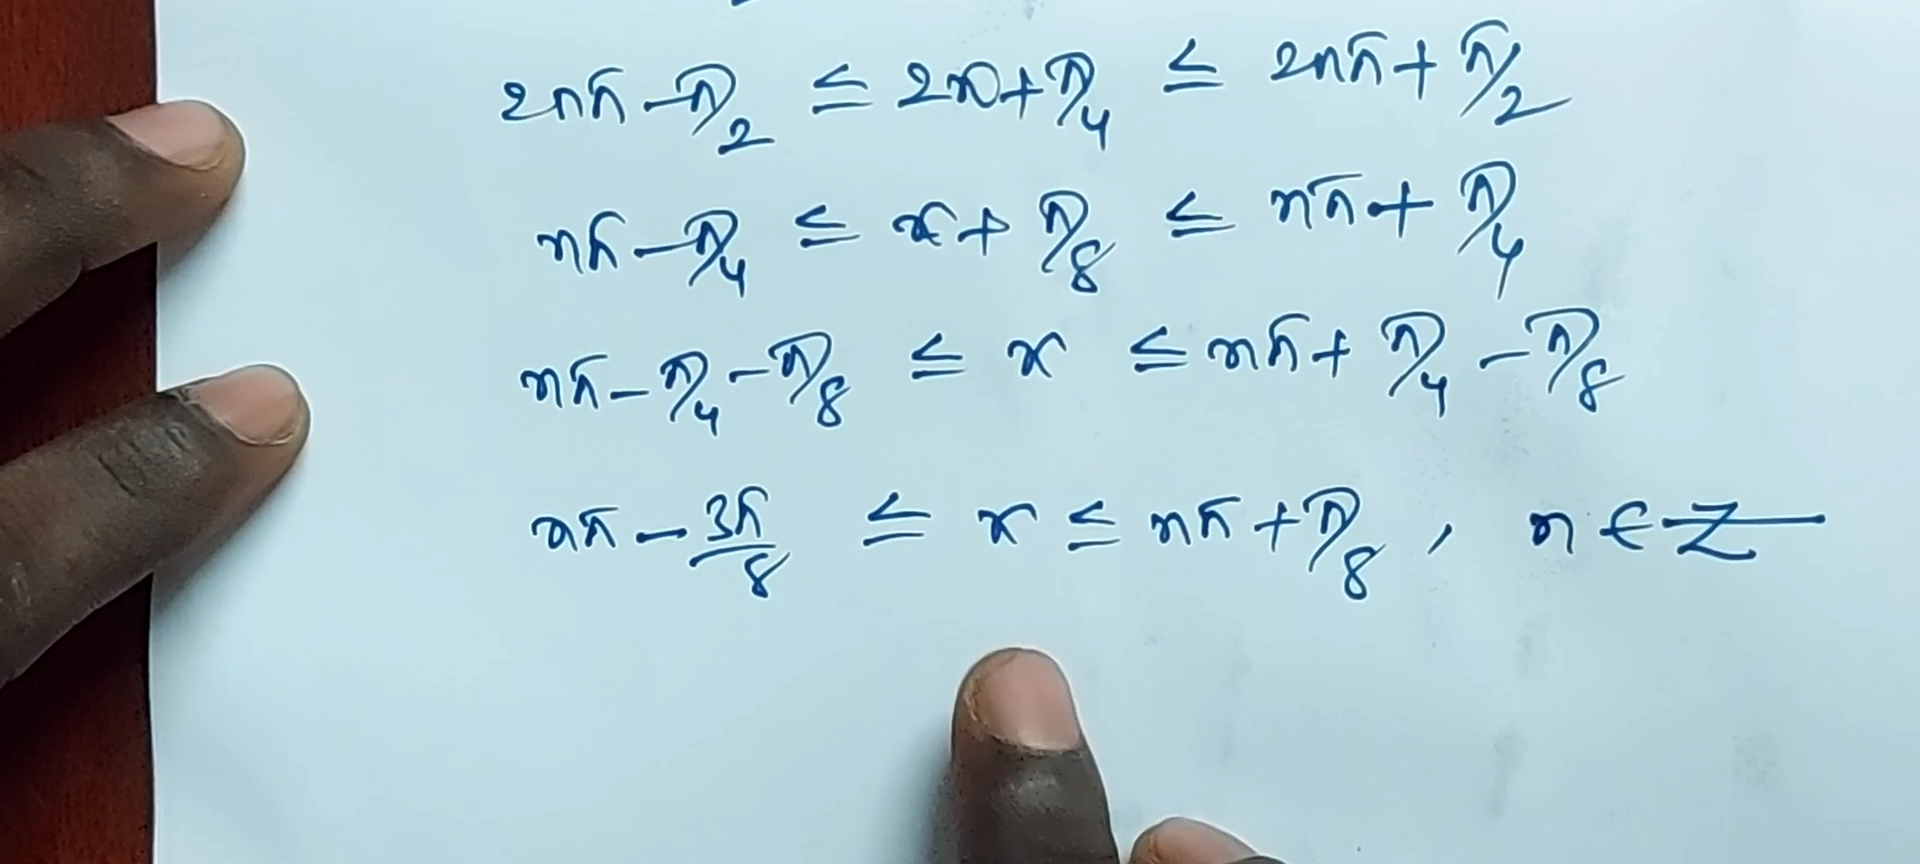 2nπ - π/2 ≤ 2x + π/4 ≤ 2nπ + π/2
nπ - π/4 ≤ x + π/8 ≤ nπ + π/4
nπ - π/4 - π/8 ≤ x ≤ nπ + π/4 - π/8
nπ - 3π/8 ≤ x ≤ nπ + π/8 , n ∈ Z